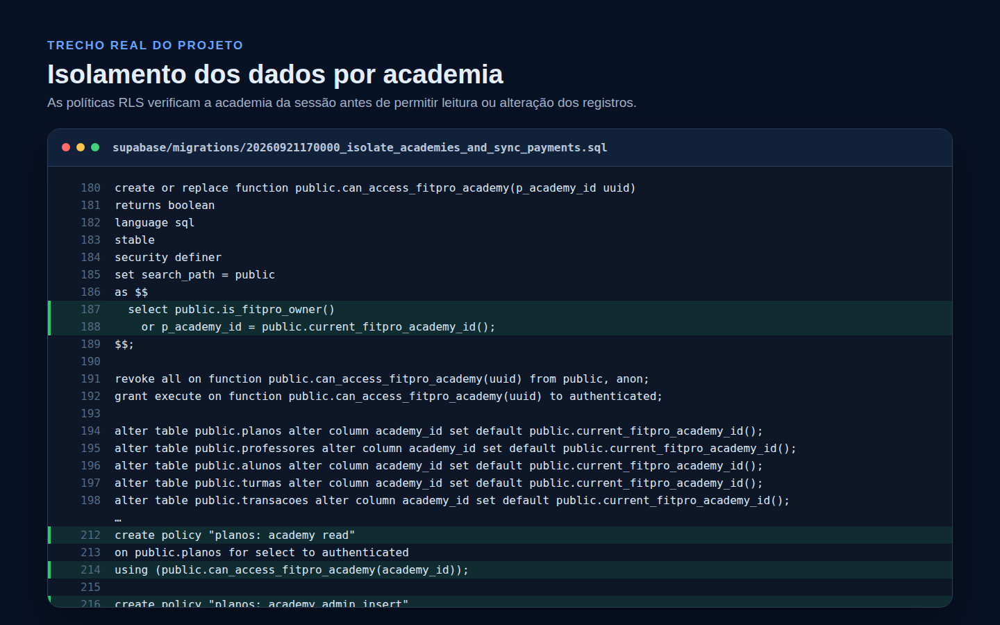 TRECHO REAL DO PROJETO
Isolamento dos dados por academia
As políticas RLS verificam a academia da sessão antes de permitir leitura ou alteração dos registros.
supabase/migrations/20260921170000_isolate_academies_and_sync_payments.sql
180 create or replace function public.can_access_fitpro_academy(p_academy_id uuid)
181 returns boolean
182 language sql
183 stable
184 security definer
185 set search_path = public
186 as $$
187   select public.is_fitpro_owner()
188     or p_academy_id = public.current_fitpro_academy_id();
189 $$;
190
191 revoke all on function public.can_access_fitpro_academy(uuid) from public, anon;
192 grant execute on function public.can_access_fitpro_academy(uuid) to authenticated;
193
194 alter table public.planos alter column academy_id set default public.current_fitpro_academy_id();
195 alter table public.professores alter column academy_id set default public.current_fitpro_academy_id();
196 alter table public.alunos alter column academy_id set default public.current_fitpro_academy_id();
197 alter table public.turmas alter column academy_id set default public.current_fitpro_academy_id();
198 alter table public.transacoes alter column academy_id set default public.current_fitpro_academy_id();
…
212 create policy "planos: academy read"
213 on public.planos for select to authenticated
214 using (public.can_access_fitpro_academy(academy_id));
215
216 create policy "planos: academy admin insert"